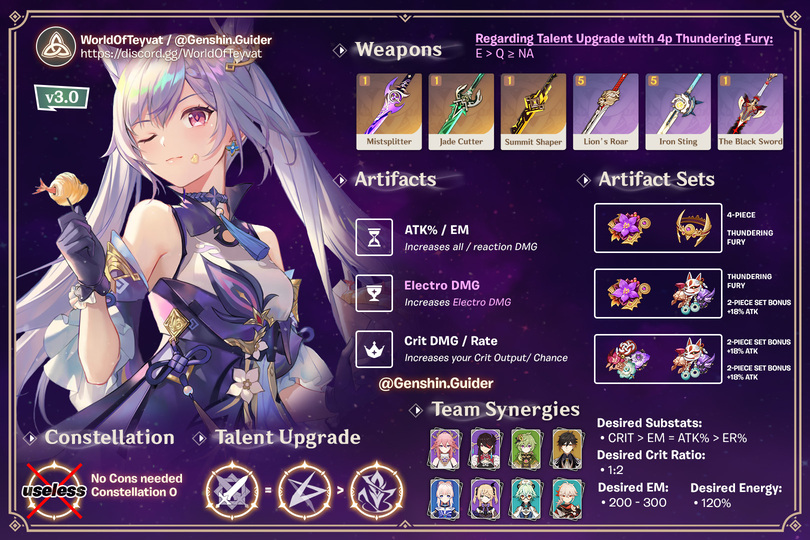 WorldOfTeyvat / @Genshin.Guider
https://discord.gg/WorldOfTeyvat
v3.0
Weapons
Regarding Talent Upgrade with 4p Thundering Fury:
E > Q ≥ NA
1
1
1
5
5
1
Mistsplitter
Jade Cutter
Summit Shaper
Lion's Roar
Iron Sting
The Black Sword
Artifacts
ATK% / EM
Increases all / reaction DMG
Electro DMG
Increases Electro DMG
Crit DMG / Rate
Increases your Crit Output/ Chance
@Genshin.Guider
Artifact Sets
4-PIECE
THUNDERING
FURY
THUNDERING
FURY
2-PIECE SET BONUS
+18% ATK
2-PIECE SET BONUS
+18% ATK
2-PIECE SET BONUS
+18% ATK
Constellation
useless
No Cons needed
Constellation 0
Talent Upgrade
= >
Team Synergies
Desired Substats:
• CRIT > EM = ATK% > ER%
Desired Crit Ratio:
• 1:2
Desired EM:
• 200 - 300
Desired Energy:
• 120%